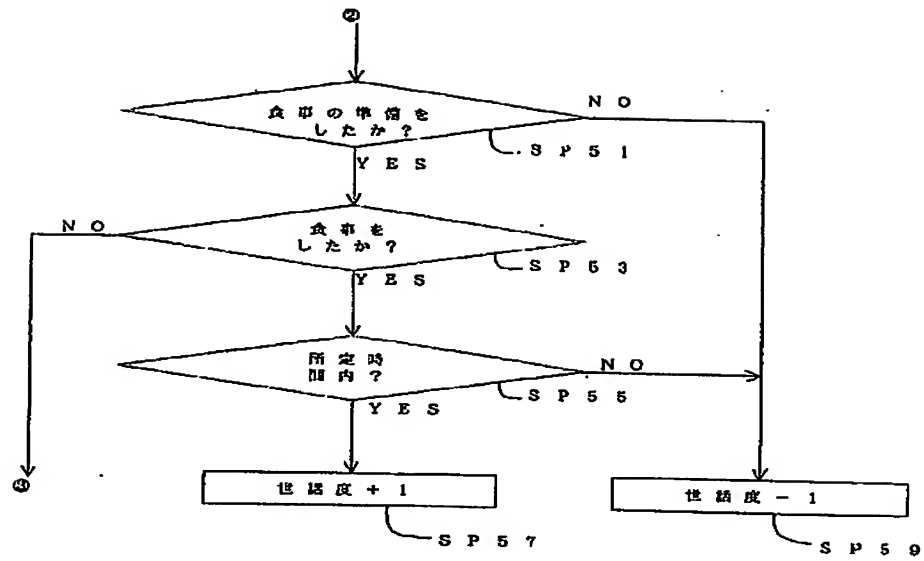 ②
食事の準備を
したか？
NO
SP51
YES
食事を
したか？
NO
SP53
YES
所定時
間内？
NO
SP55
YES
③
世話度+1
世話度-1
SP57
SP59